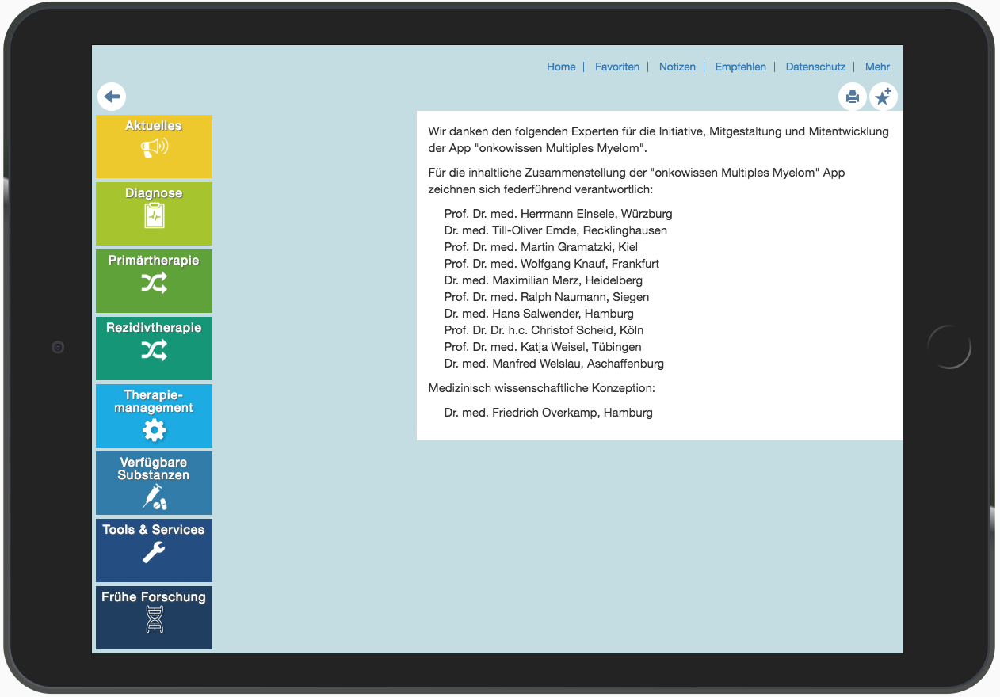 Home | Favoriten | Notizen | Empfehlen | Datenschutz | Mehr
Aktuelles
Diagnose
Primärtherapie
Rezidivtherapie
Therapie-
management
Verfügbare
Substanzen
Tools & Services
Frühe Forschung
Wir danken den folgenden Experten für die Initiative, Mitgestaltung und Mitentwicklung
der App "onkowissen Multiples Myelom".
Für die inhaltliche Zusammenstellung der "onkowissen Multiples Myelom" App
zeichnen sich federführend verantwortlich:
Prof. Dr. med. Herrmann Einsele, Würzburg
Dr. med. Till-Oliver Emde, Recklinghausen
Prof. Dr. med. Martin Gramatzki, Kiel
Prof. Dr. med. Wolfgang Knauf, Frankfurt
Dr. med. Maximilian Merz, Heidelberg
Prof. Dr. med. Ralph Naumann, Siegen
Dr. med. Hans Salwender, Hamburg
Prof. Dr. Dr. h.c. Christof Scheid, Köln
Prof. Dr. med. Katja Weisel, Tübingen
Dr. med. Manfred Welslau, Aschaffenburg
Medizinisch wissenschaftliche Konzeption:
Dr. med. Friedrich Overkamp, Hamburg